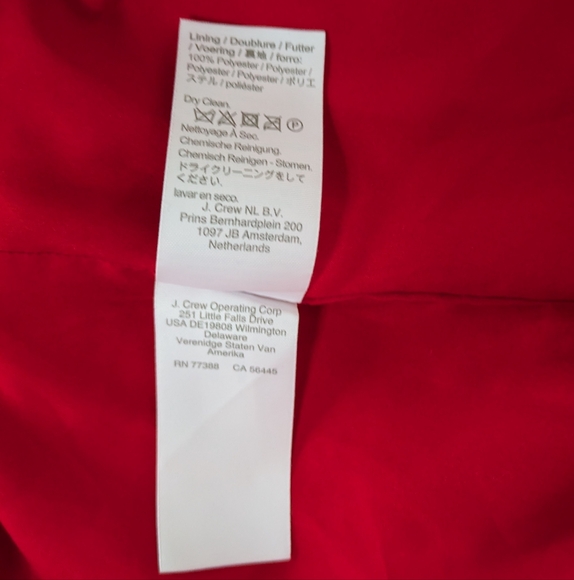 Lining / Doublure / Futter
/ Voering / 裏地 / forro:
100% Polyester / Polyester /
Polyester / Polyester / ポリエ
ステル / poliéster
Dry Clean.
P
Nettoyage À Sec.
Chemische Reinigung.
Chemisch Reinigen - Stomen.
ドライクリーニングをして
ください.
lavar en seco.
J. Crew NL B.V.
Prins Bernhardplein 200
1097 JB Amsterdam,
Netherlands
J. Crew Operating Corp
251 Little Falls Drive
USA DE19808 Wilmington
Delaware
Verenidge Staten Van
Amerika
RN 77388 CA 56445